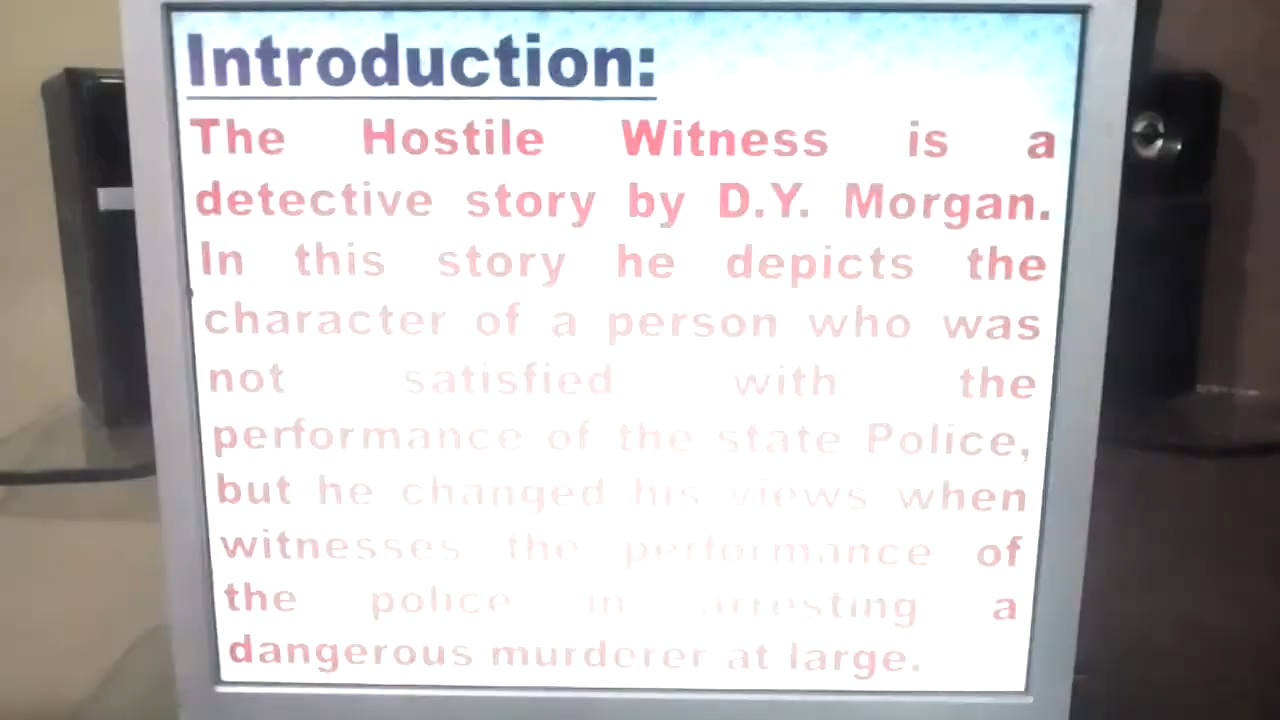 Introduction:
The Hostile Witness is a
detective story by D.Y. Morgan.
In this story he depicts the
character of a person who was
not satisfied with the
performance of the state Police,
but he changed his views when
witnesses the performance of
the police in arresting a
dangerous murderer at large.